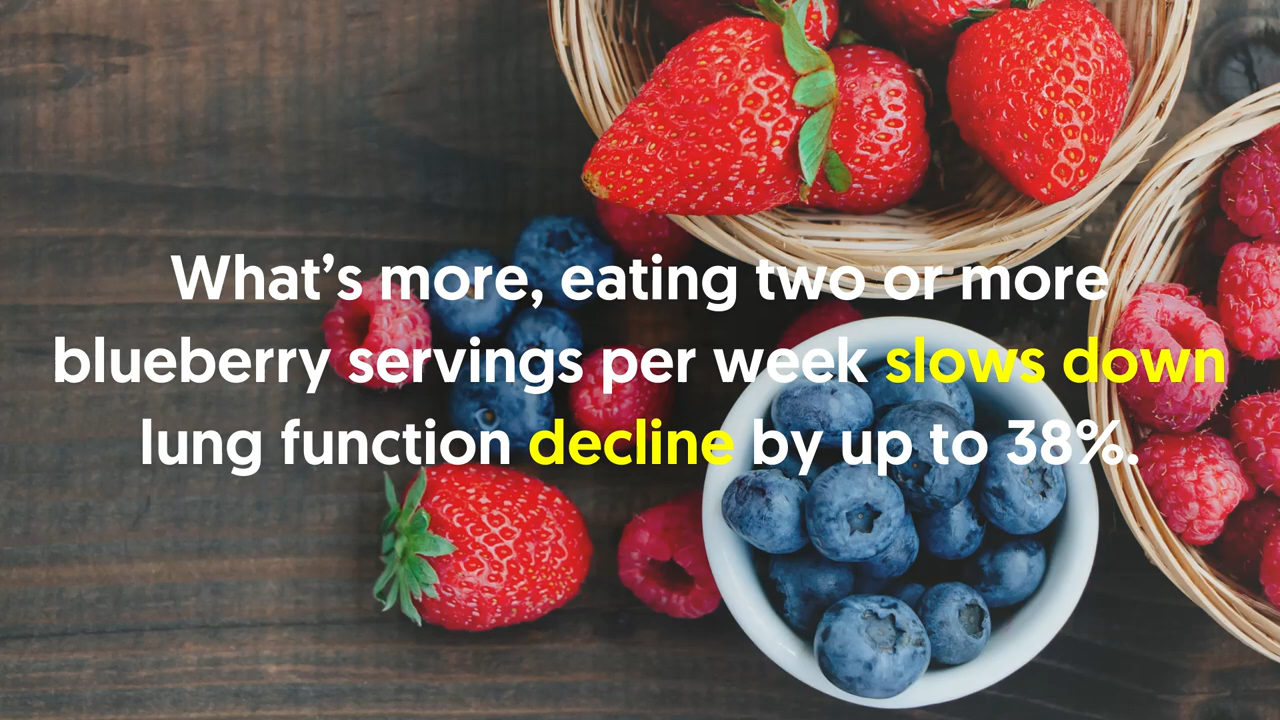 What’s more, eating two or more
blueberry servings per week slows down
lung function decline by up to 38%.